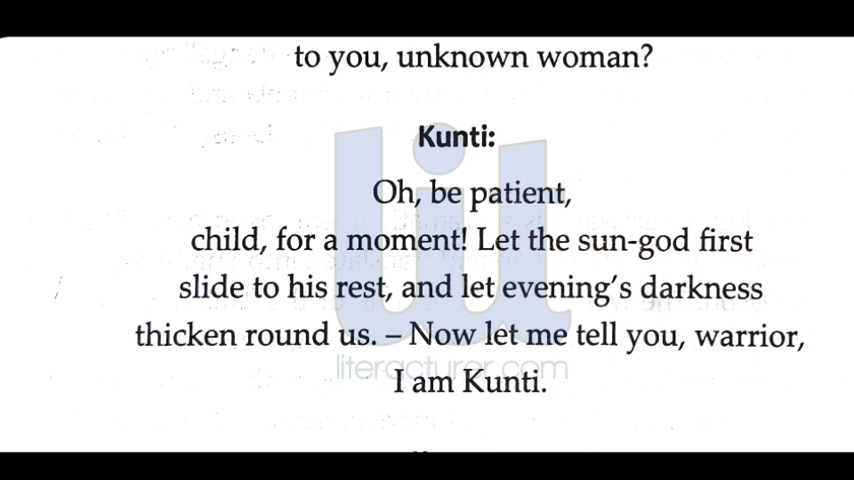 to you, unknown woman?
Kunti:
Oh, be patient,
child, for a moment! Let the sun-god first
slide to his rest, and let evening's darkness
thicken round us. – Now let me tell you, warrior,
literacturer.com
I am Kunti.